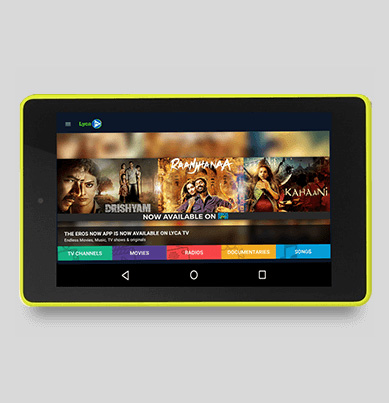 Lyca
DRISHYAM
RAANJHANAA
KAHAANI
NOW AVAILABLE ON
THE EROS NOW APP IS NOW AVAILABLE ON LYCA TV
Endless Movies, Music, TV shows & originals
TV CHANNELS
MOVIES
RADIOS
DOCUMENTARIES
SONGS